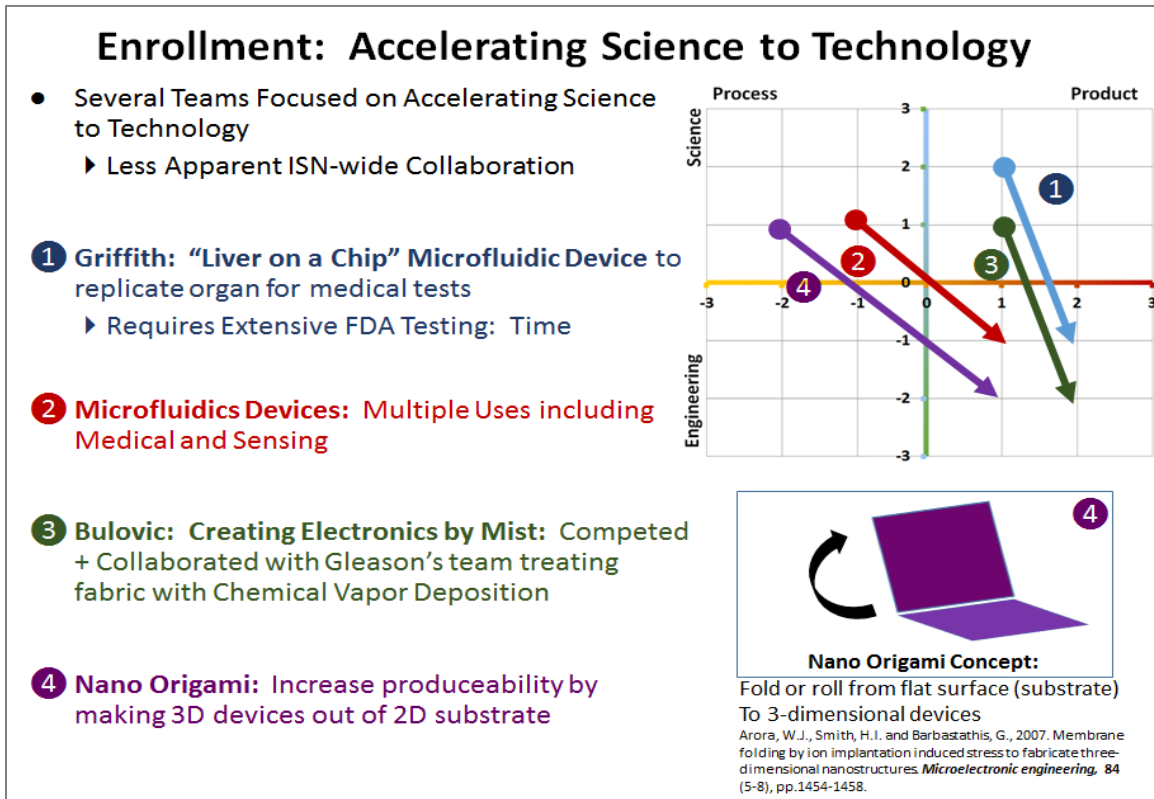 Enrollment: Accelerating Science to Technology
● Several Teams Focused on Accelerating Science
to Technology
Less Apparent ISN-wide Collaboration
1 Griffith: “Liver on a Chip” Microfluidic Device to
replicate organ for medical tests
Requires Extensive FDA Testing: Time
2 Microfluidics Devices: Multiple Uses including
Medical and Sensing
3 Bulovic: Creating Electronics by Mist: Competed
+ Collaborated with Gleason’s team treating
fabric with Chemical Vapor Deposition
4 Nano Origami: Increase produceability by
making 3D devices out of 2D substrate
Process
Product
Science
Engineering
3
2
1
0
-1
-2
-3
-3
-2
-1
0
1
2
3
1
2
3
4
4
Nano Origami Concept:
Fold or roll from flat surface (substrate)
To 3-dimensional devices
Arora, W.J., Smith, H.I. and Barbastathis, G., 2007. Membrane
folding by ion implantation induced stress to fabricate three-
dimensional nanostructures. Microelectronic engineering, 84
(5-8), pp.1454-1458.